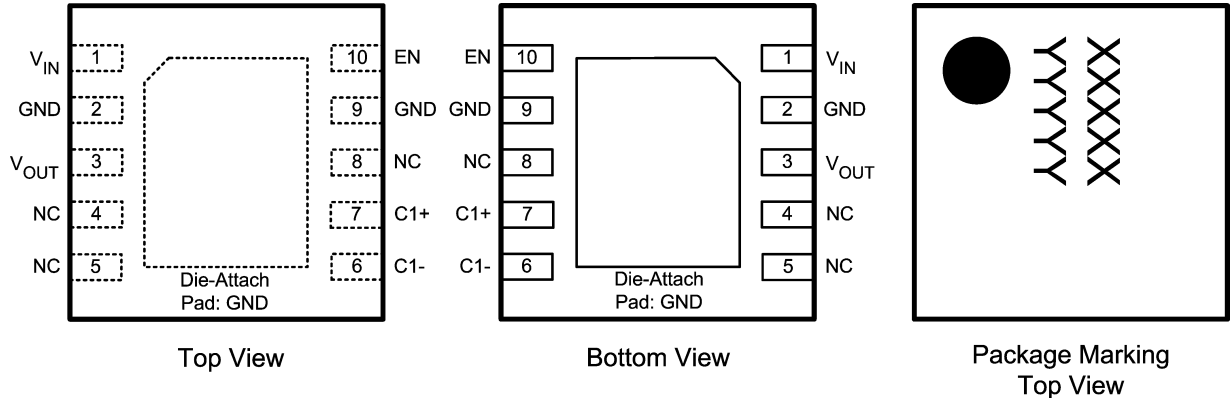 V_IN 1 10 EN
GND 2 9 GND
V_OUT 3 8 NC
NC 4 7 C1+
NC 5 6 C1-
Die-Attach
Pad: GND
Top View
EN 10 1 V_IN
GND 9 2 GND
NC 8 3 V_OUT
C1+ 7 4 NC
C1- 6 5 NC
Die-Attach
Pad: GND
Bottom View
YYYYY
XXXXX
Package Marking
Top View